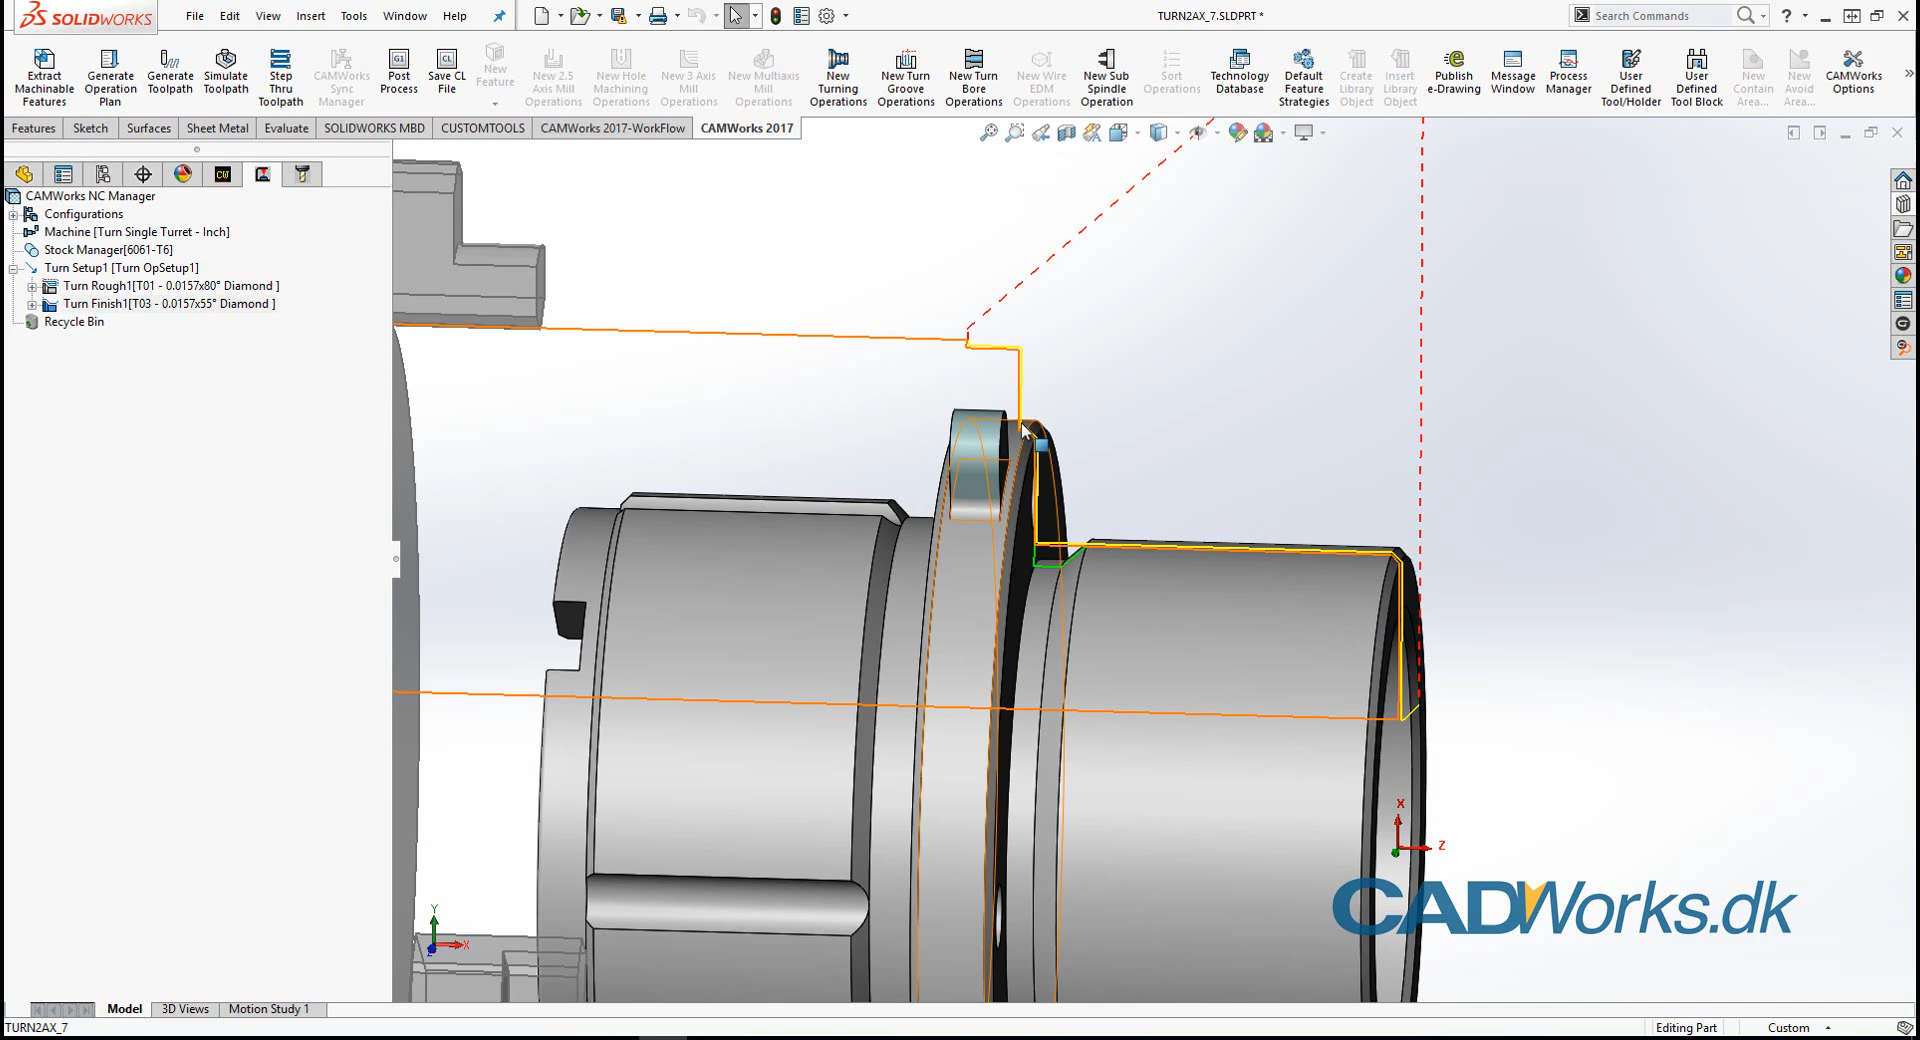 SOLIDWORKS
File Edit View Insert Tools Window Help
TURN2AX_7.SLDPRT *
Search Commands
Extract Machinable Features
Generate Operation Plan
Generate Toolpath
Simulate Toolpath
Step Thru Toolpath
CAMWorks Sync Manager
G1 Post Process
CL Save CL File
New Feature
New 2.5 Axis Mill Operations
New Hole Machining Operations
New 3 Axis Mill Operations
New Multiaxis Mill Operations
New Turning Operations
New Turn Groove Operations
New Turn Bore Operations
New Wire EDM Operations
New Sub Spindle Operation
Sort Operations
Technology Database
Default Feature Strategies
Create Library Object
Insert Library Object
Publish e-Drawing
Message Window
Process Manager
User Defined Tool/Holder
User Defined Tool Block
New Contain Area...
New Avoid Area...
CAMWorks Options
Features Sketch Surfaces Sheet Metal Evaluate SOLIDWORKS MBD CUSTOMTOOLS CAMWorks 2017-WorkFlow CAMWorks 2017
CW
CAMWorks NC Manager
Configurations
Machine [Turn Single Turret - Inch]
Stock Manager[6061-T6]
Turn Setup1 [Turn OpSetup1]
Turn Rough1[T01 - 0.0157x80° Diamond ]
Turn Finish1[T03 - 0.0157x55° Diamond ]
Recycle Bin
X
Z
Y
X
Z
CADWorks.dk
Model 3D Views Motion Study 1
TURN2AX_7
Editing Part Custom